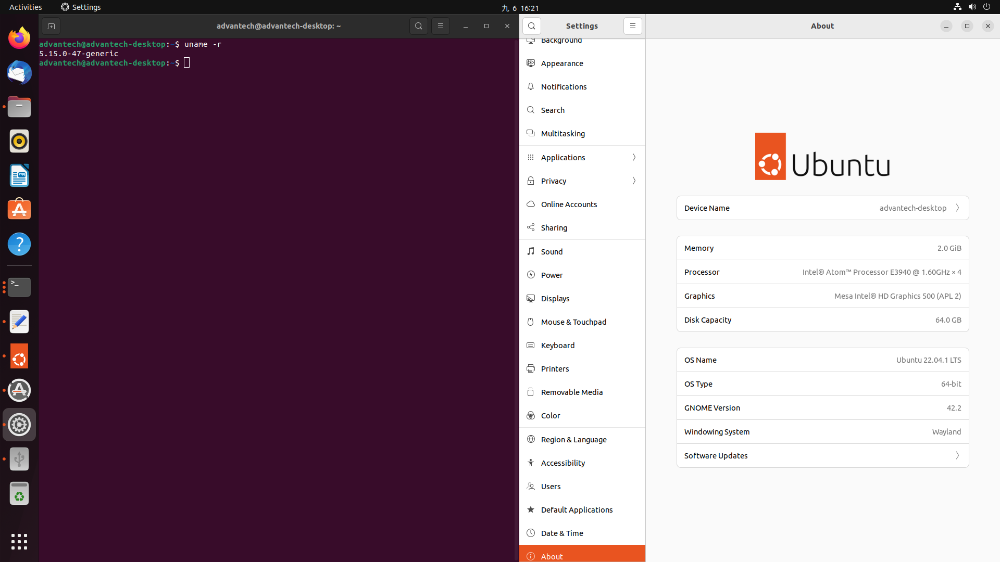 Activities
Settings
九 6 16:21
advantech@advantech-desktop: ~
advantech@advantech-desktop:~$ uname -r
5.15.0-47-generic
advantech@advantech-desktop:~$
Settings
Background
Appearance
Notifications
Search
Multitasking
Applications
Privacy
Online Accounts
Sharing
Sound
Power
Displays
Mouse & Touchpad
Keyboard
Printers
Removable Media
Color
Region & Language
Accessibility
Users
Default Applications
Date & Time
About
About
Ubuntu
Device Name advantech-desktop
Memory 2.0 GiB
Processor Intel® Atom™ Processor E3940 @ 1.60GHz × 4
Graphics Mesa Intel® HD Graphics 500 (APL 2)
Disk Capacity 64.0 GB
OS Name Ubuntu 22.04.1 LTS
OS Type 64-bit
GNOME Version 42.2
Windowing System Wayland
Software Updates